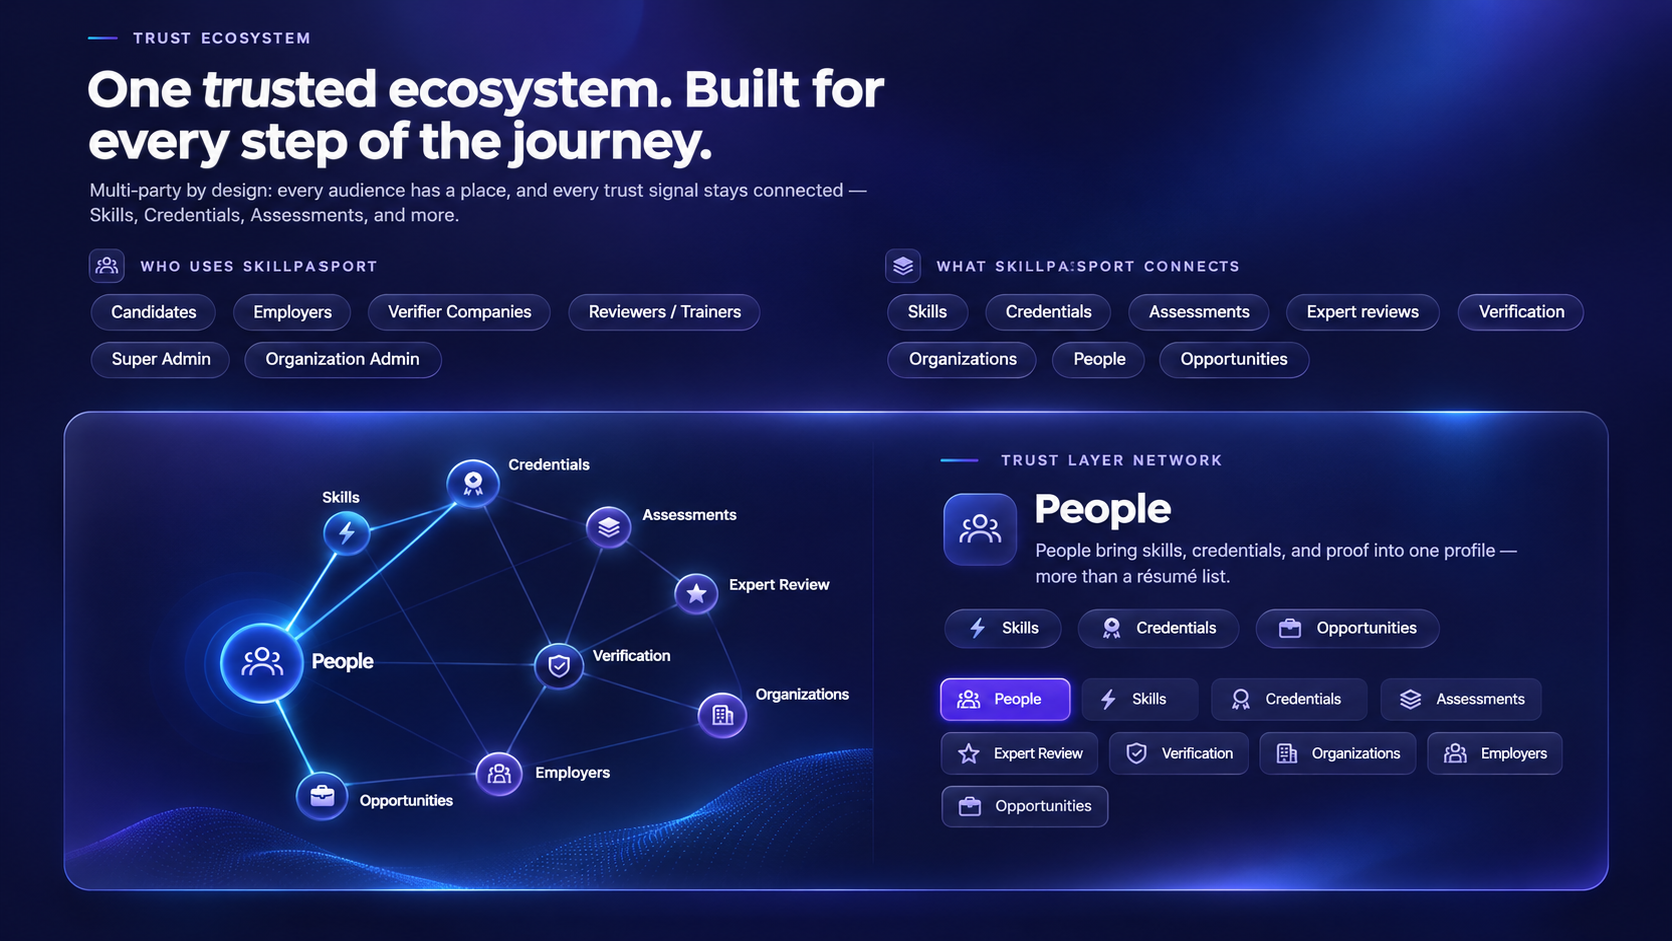 TRUST ECOSYSTEM
One trusted ecosystem. Built for
every step of the journey.
Multi-party by design: every audience has a place, and every trust signal stays connected —
Skills, Credentials, Assessments, and more.
WHO USES SKILLPASSPORT
Candidates
Employers
Verifier Companies
Reviewers / Trainers
Super Admin
Organization Admin
WHAT SKILLPASSPORT CONNECTS
Skills
Credentials
Assessments
Expert reviews
Verification
Organizations
People
Opportunities
Credentials
Skills
Assessments
Expert Review
People
Verification
Organizations
Employers
Opportunities
TRUST LAYER NETWORK
People
People bring skills, credentials, and proof into one profile —
more than a résumé list.
Skills
Credentials
Opportunities
People
Skills
Credentials
Assessments
Expert Review
Verification
Organizations
Employers
Opportunities